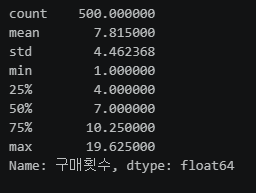 count    500.000000
mean       7.815000
std        4.462368
min        1.000000
25%        4.000000
50%        7.000000
75%       10.250000
max       19.625000
Name: 구매횟수, dtype: float64